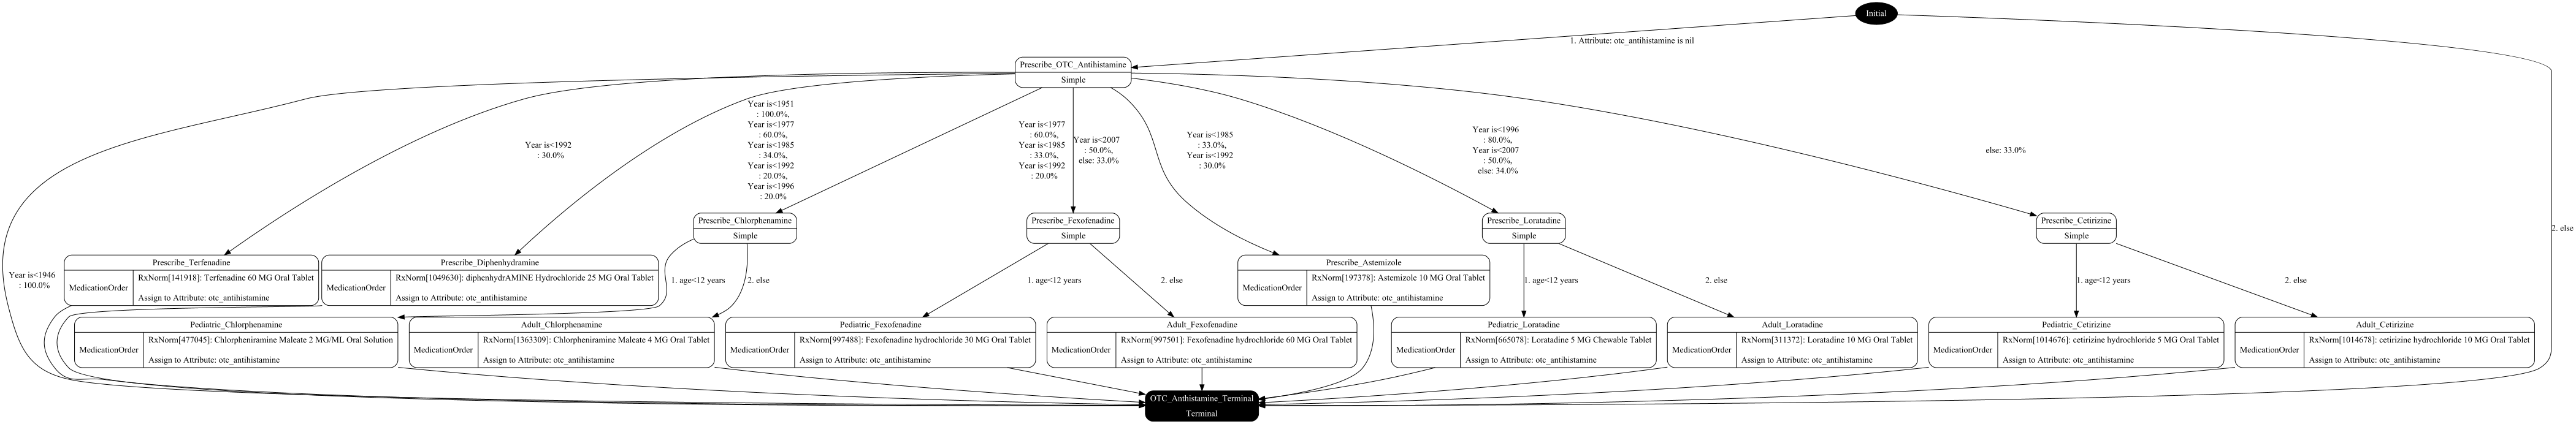 Initial
1. Attribute: otc_antihistamine is nil
Prescribe_OTC_Antihistamine
Simple
Year is<1946
: 100.0%
Year is<1992
: 30.0%
Year is<1951
: 100.0%,
Year is<1977
: 60.0%,
Year is<1985
: 34.0%,
Year is<1992
: 20.0%,
Year is<1996
: 20.0%
Year is<1977
: 60.0%,
Year is<1985
: 33.0%,
Year is<1992
: 20.0%
Year is<2007
: 50.0%,
else: 33.0%
Year is<1985
: 33.0%,
Year is<1992
: 30.0%
Year is<1996
: 80.0%,
Year is<2007
: 50.0%,
else: 34.0%
else: 33.0%
2. else
Prescribe_Chlorphenamine
Simple
Prescribe_Fexofenadine
Simple
Prescribe_Loratadine
Simple
Prescribe_Cetirizine
Simple
Prescribe_Terfenadine
MedicationOrder
RxNorm[141918]: Terfenadine 60 MG Oral Tablet
Assign to Attribute: otc_antihistamine
Prescribe_Diphenhydramine
MedicationOrder
RxNorm[1049630]: diphenhydrAMINE Hydrochloride 25 MG Oral Tablet
Assign to Attribute: otc_antihistamine
1. age<12 years
2. else
1. age<12 years
2. else
Prescribe_Astemizole
MedicationOrder
RxNorm[197378]: Astemizole 10 MG Oral Tablet
Assign to Attribute: otc_antihistamine
1. age<12 years
2. else
1. age<12 years
2. else
Pediatric_Chlorphenamine
MedicationOrder
RxNorm[477045]: Chlorpheniramine Maleate 2 MG/ML Oral Solution
Assign to Attribute: otc_antihistamine
Adult_Chlorphenamine
MedicationOrder
RxNorm[1363309]: Chlorpheniramine Maleate 4 MG Oral Tablet
Assign to Attribute: otc_antihistamine
Pediatric_Fexofenadine
MedicationOrder
RxNorm[997488]: Fexofenadine hydrochloride 30 MG Oral Tablet
Assign to Attribute: otc_antihistamine
Adult_Fexofenadine
MedicationOrder
RxNorm[997501]: Fexofenadine hydrochloride 60 MG Oral Tablet
Assign to Attribute: otc_antihistamine
Pediatric_Loratadine
MedicationOrder
RxNorm[665078]: Loratadine 5 MG Chewable Tablet
Assign to Attribute: otc_antihistamine
Adult_Loratadine
MedicationOrder
RxNorm[311372]: Loratadine 10 MG Oral Tablet
Assign to Attribute: otc_antihistamine
Pediatric_Cetirizine
MedicationOrder
RxNorm[1014676]: cetirizine hydrochloride 5 MG Oral Tablet
Assign to Attribute: otc_antihistamine
Adult_Cetirizine
MedicationOrder
RxNorm[1014678]: cetirizine hydrochloride 10 MG Oral Tablet
Assign to Attribute: otc_antihistamine
OTC_Anthistamine_Terminal
Terminal